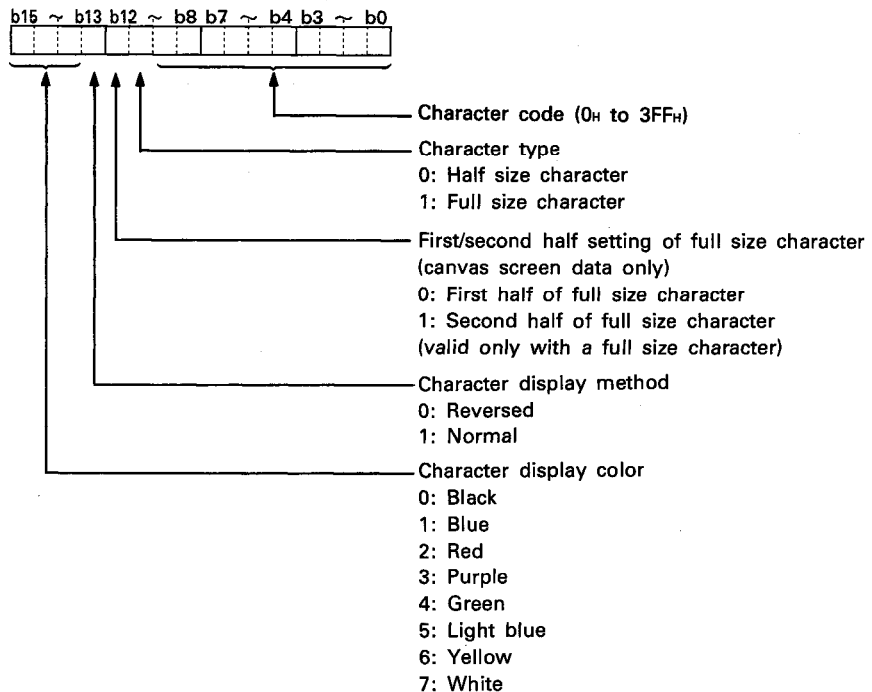 b15 ~ b13 b12 ~ b8 b7 ~ b4 b3 ~ b0
Character code (0H to 3FFH)
Character type
0: Half size character
1: Full size character
First/second half setting of full size character
(canvas screen data only)
0: First half of full size character
1: Second half of full size character
(valid only with a full size character)
Character display method
0: Reversed
1: Normal
Character display color
0: Black
1: Blue
2: Red
3: Purple
4: Green
5: Light blue
6: Yellow
7: White